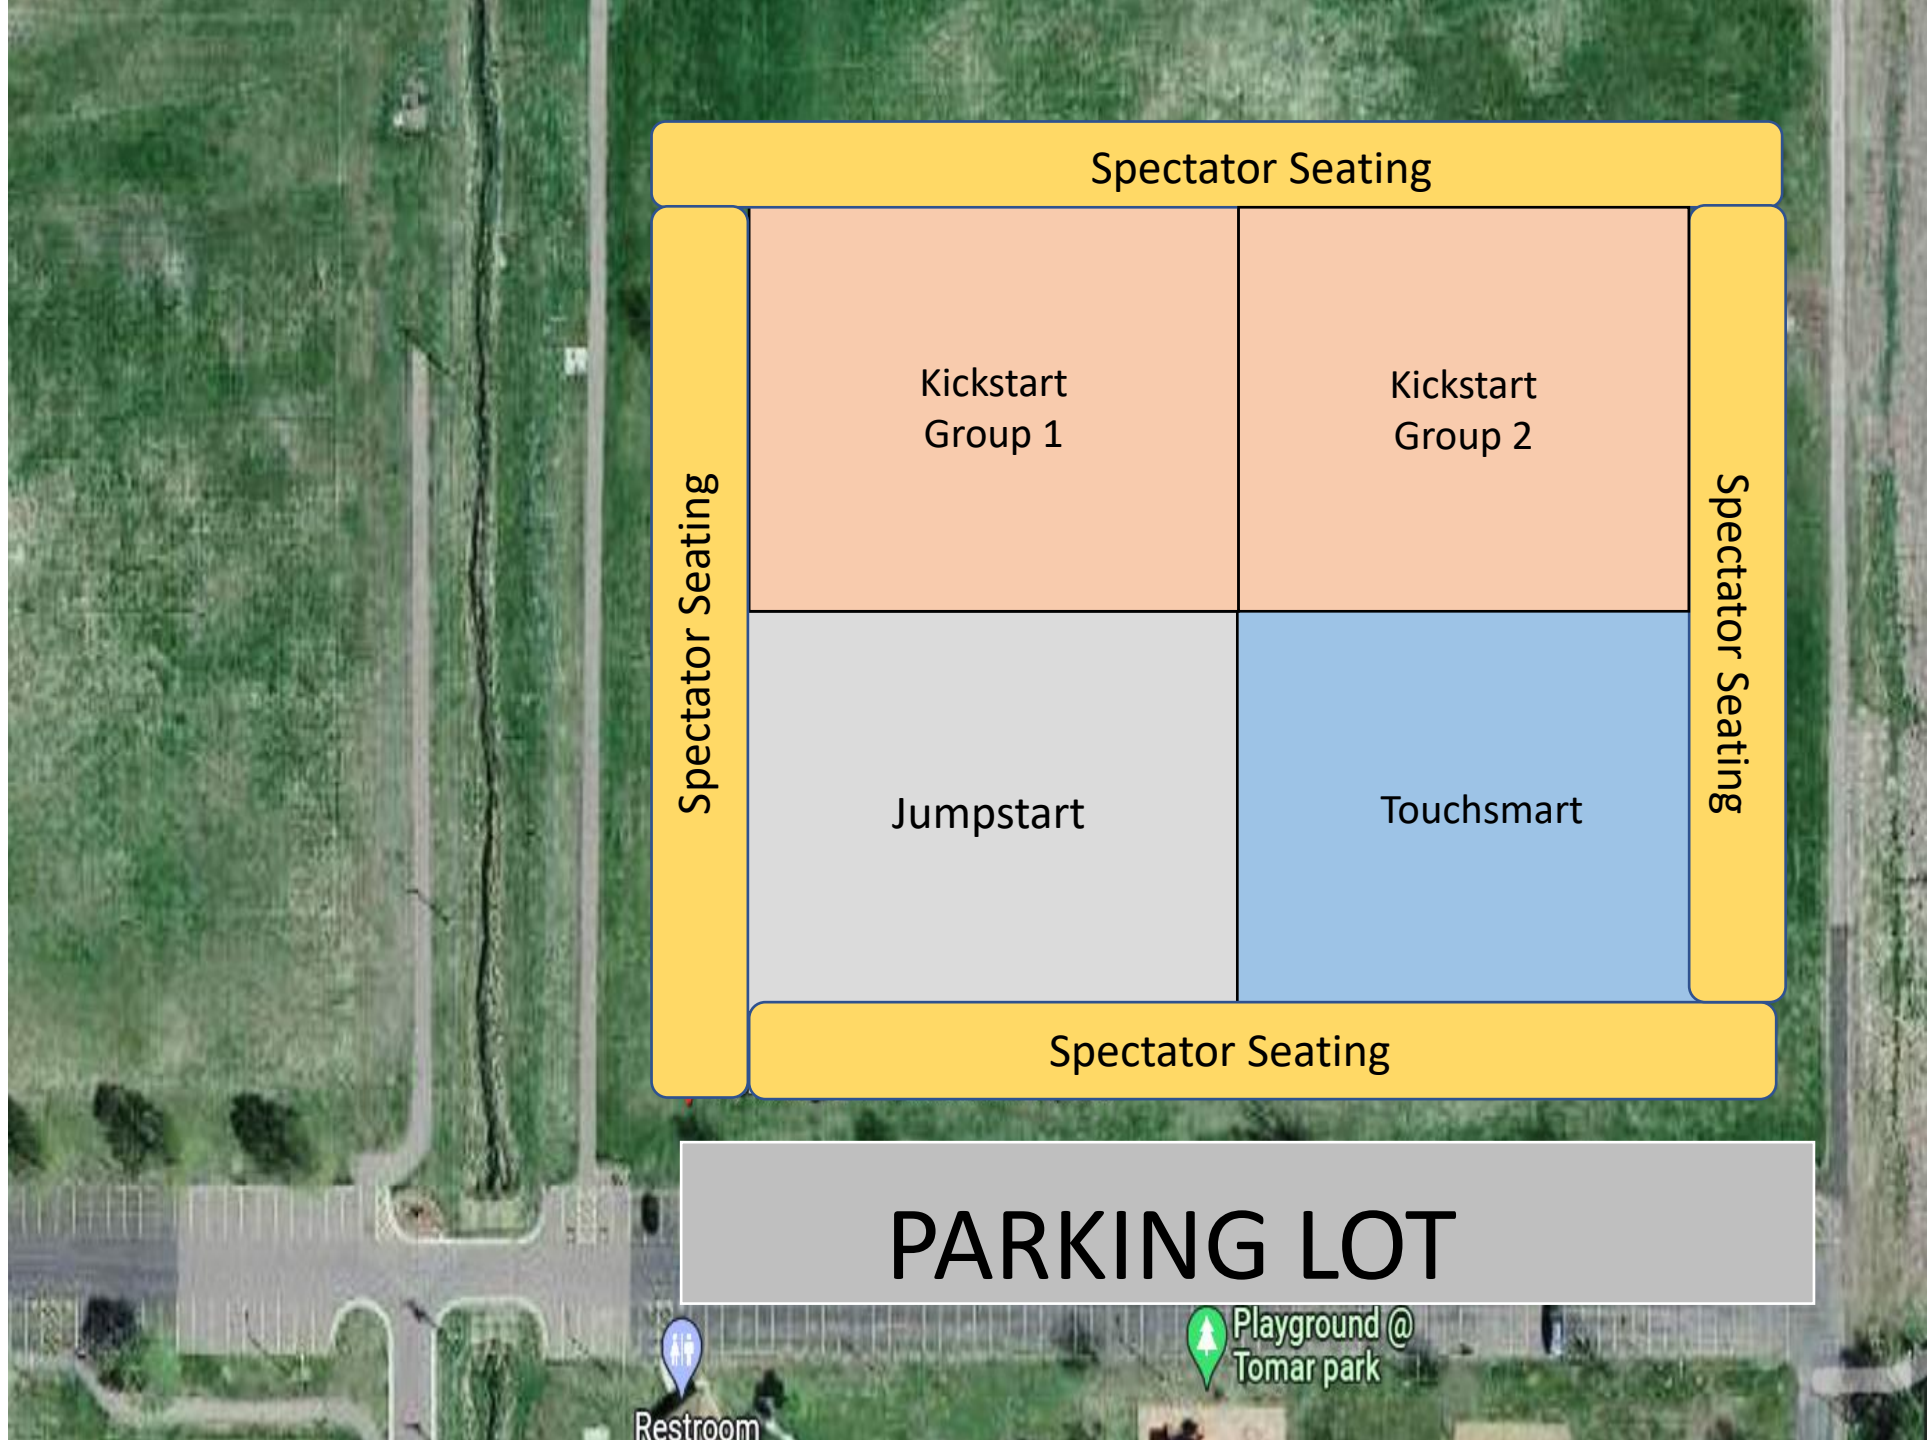 Spectator Seating
Kickstart
Group 1
Kickstart
Group 2
Spectator Seating
Spectator Seating
Jumpstart
Touchsmart
Spectator Seating
PARKING LOT
Playground @
Tomar park
Restroom